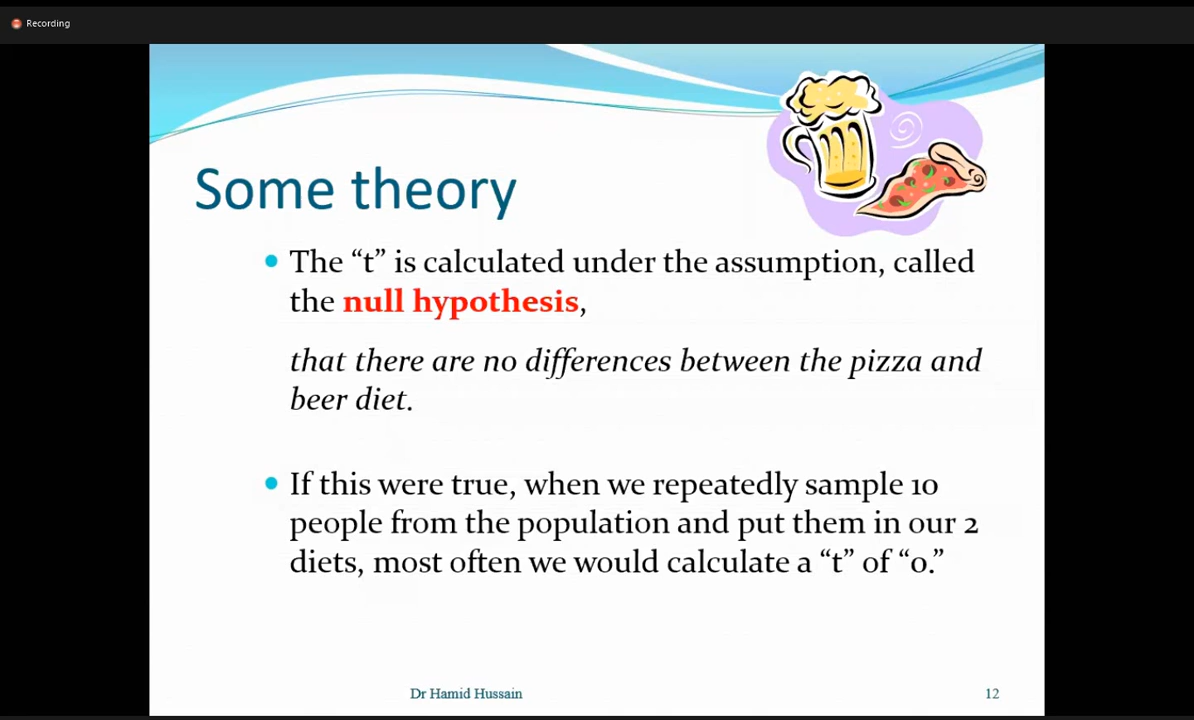 Recording
Some theory
The “t” is calculated under the assumption, called
the null hypothesis,
that there are no differences between the pizza and
beer diet.
If this were true, when we repeatedly sample 10
people from the population and put them in our 2
diets, most often we would calculate a “t” of “0.”
Dr Hamid Hussain
12